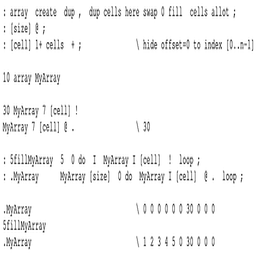 : array  create  dup ,  dup cells here swap 0 fill  cells allot ;
: [size] @ ;
: [cell] 1+ cells  + ;              \ hide offset=0 to index [0..n-1]
10 array MyArray
30 MyArray 7 [cell] !
MyArray 7 [cell] @ .                \ 30
: 5fillMyArray  5  0 do  I  MyArray I [cell]  !  loop ;
: .MyArray      MyArray [size]  0 do  MyArray I [cell]  @ .  loop ;
.MyArray                            \ 0 0 0 0 0 0 30 0 0 0
5fillMyArray
.MyArray                            \ 1 2 3 4 5 0 30 0 0 0